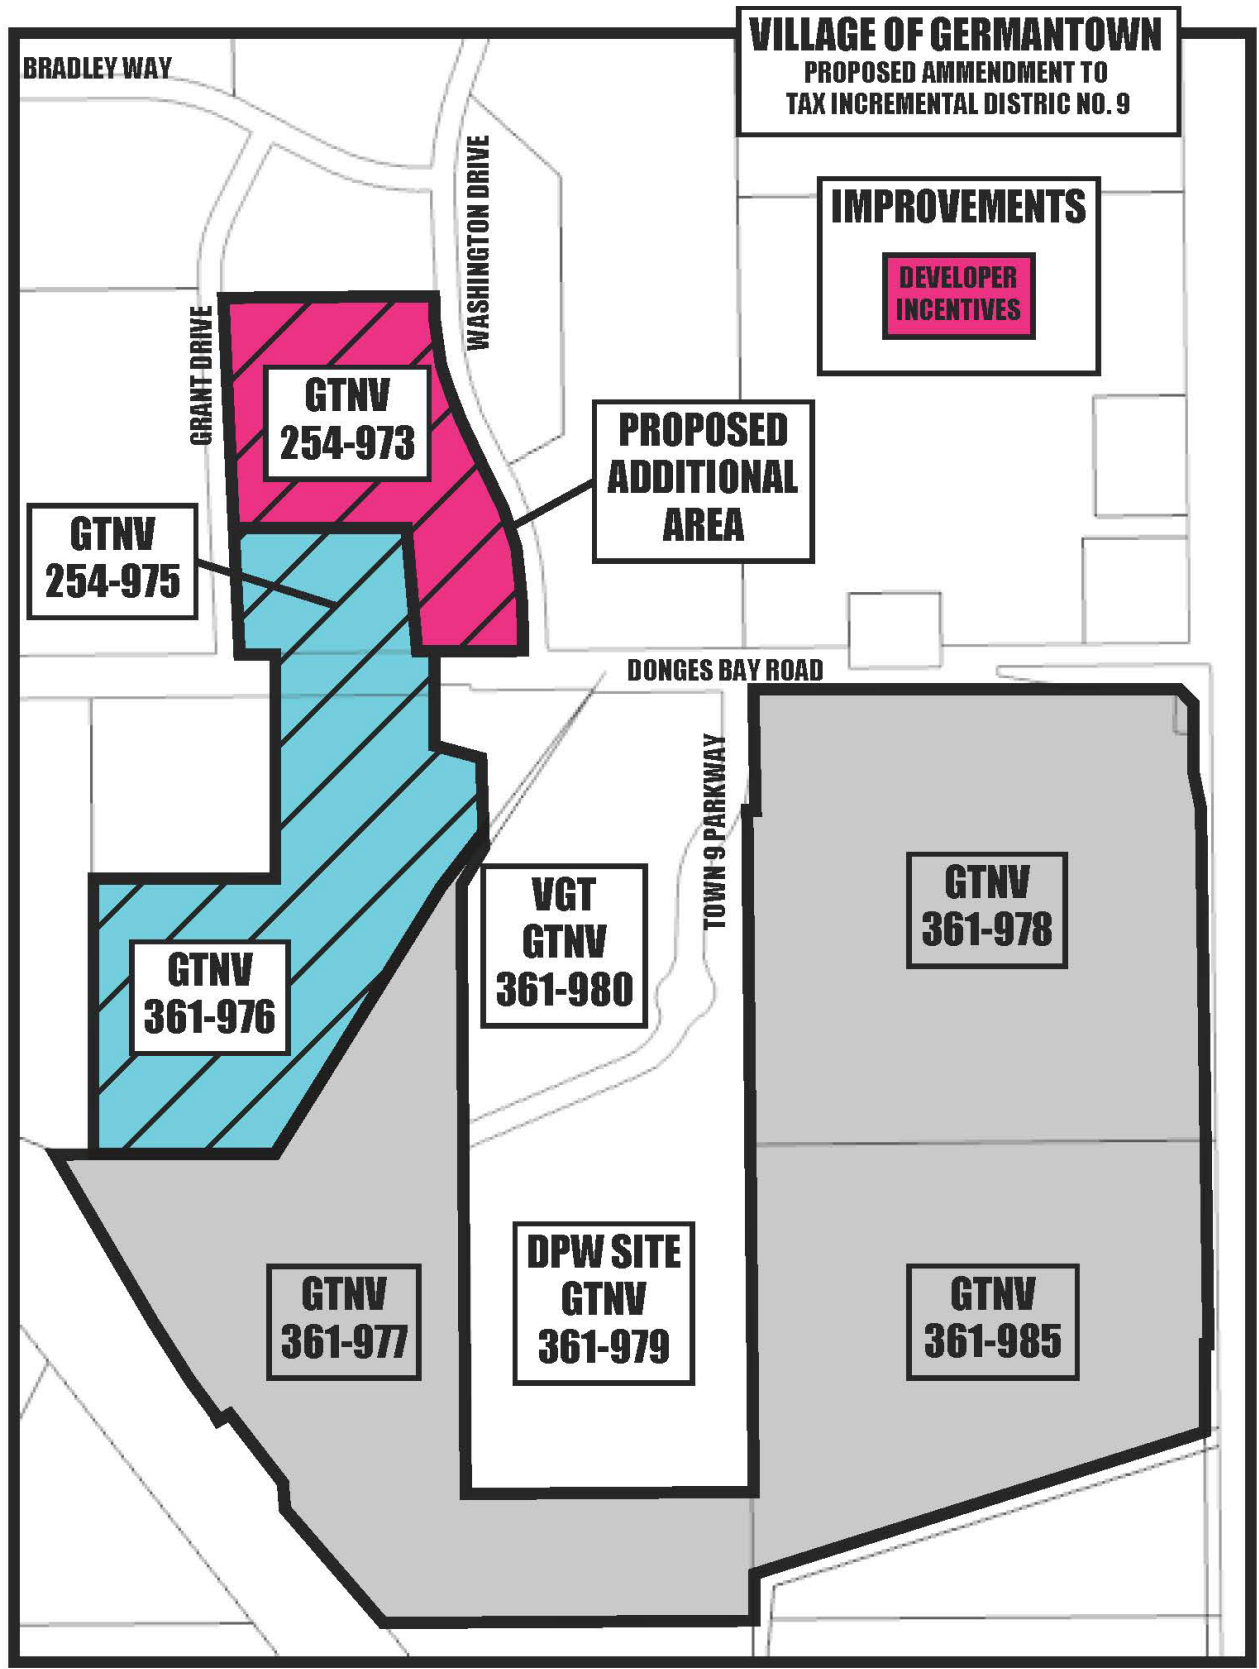 VILLAGE OF GERMANTOWN
PROPOSED AMMENDMENT TO
TAX INCREMENTAL DISTRIC NO. 9
BRADLEY WAY
WASHINGTON DRIVE
IMPROVEMENTS
DEVELOPER
INCENTIVES
GRANT DRIVE
GTNV
254-973
PROPOSED
ADDITIONAL
AREA
GTNV
254-975
DONGES BAY ROAD
TOWN 9 PARKWAY
VGT
GTNV
361-980
GTNV
361-978
GTNV
361-976
DPW SITE
GTNV
361-979
GTNV
361-977
GTNV
361-985